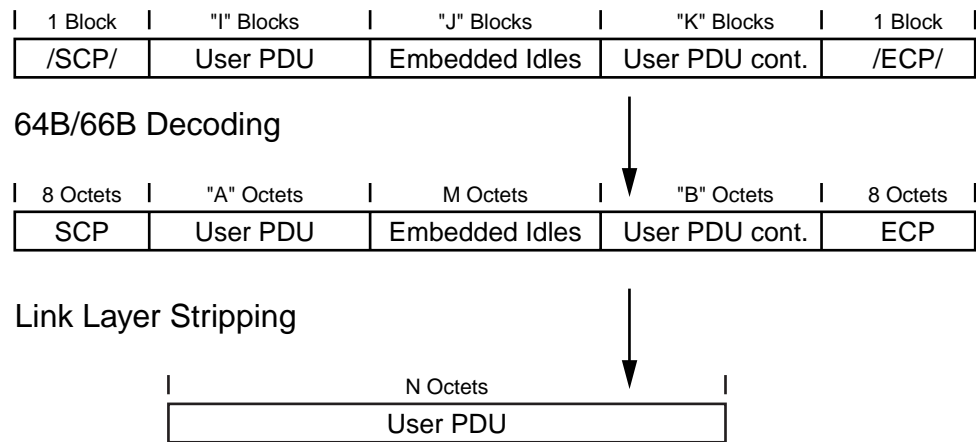 1 Block "I" Blocks "J" Blocks "K" Blocks 1 Block
/SCP/ User PDU Embedded Idles User PDU cont. /ECP/
64B/66B Decoding
8 Octets "A" Octets M Octets "B" Octets 8 Octets
SCP User PDU Embedded Idles User PDU cont. ECP
Link Layer Stripping
N Octets
User PDU